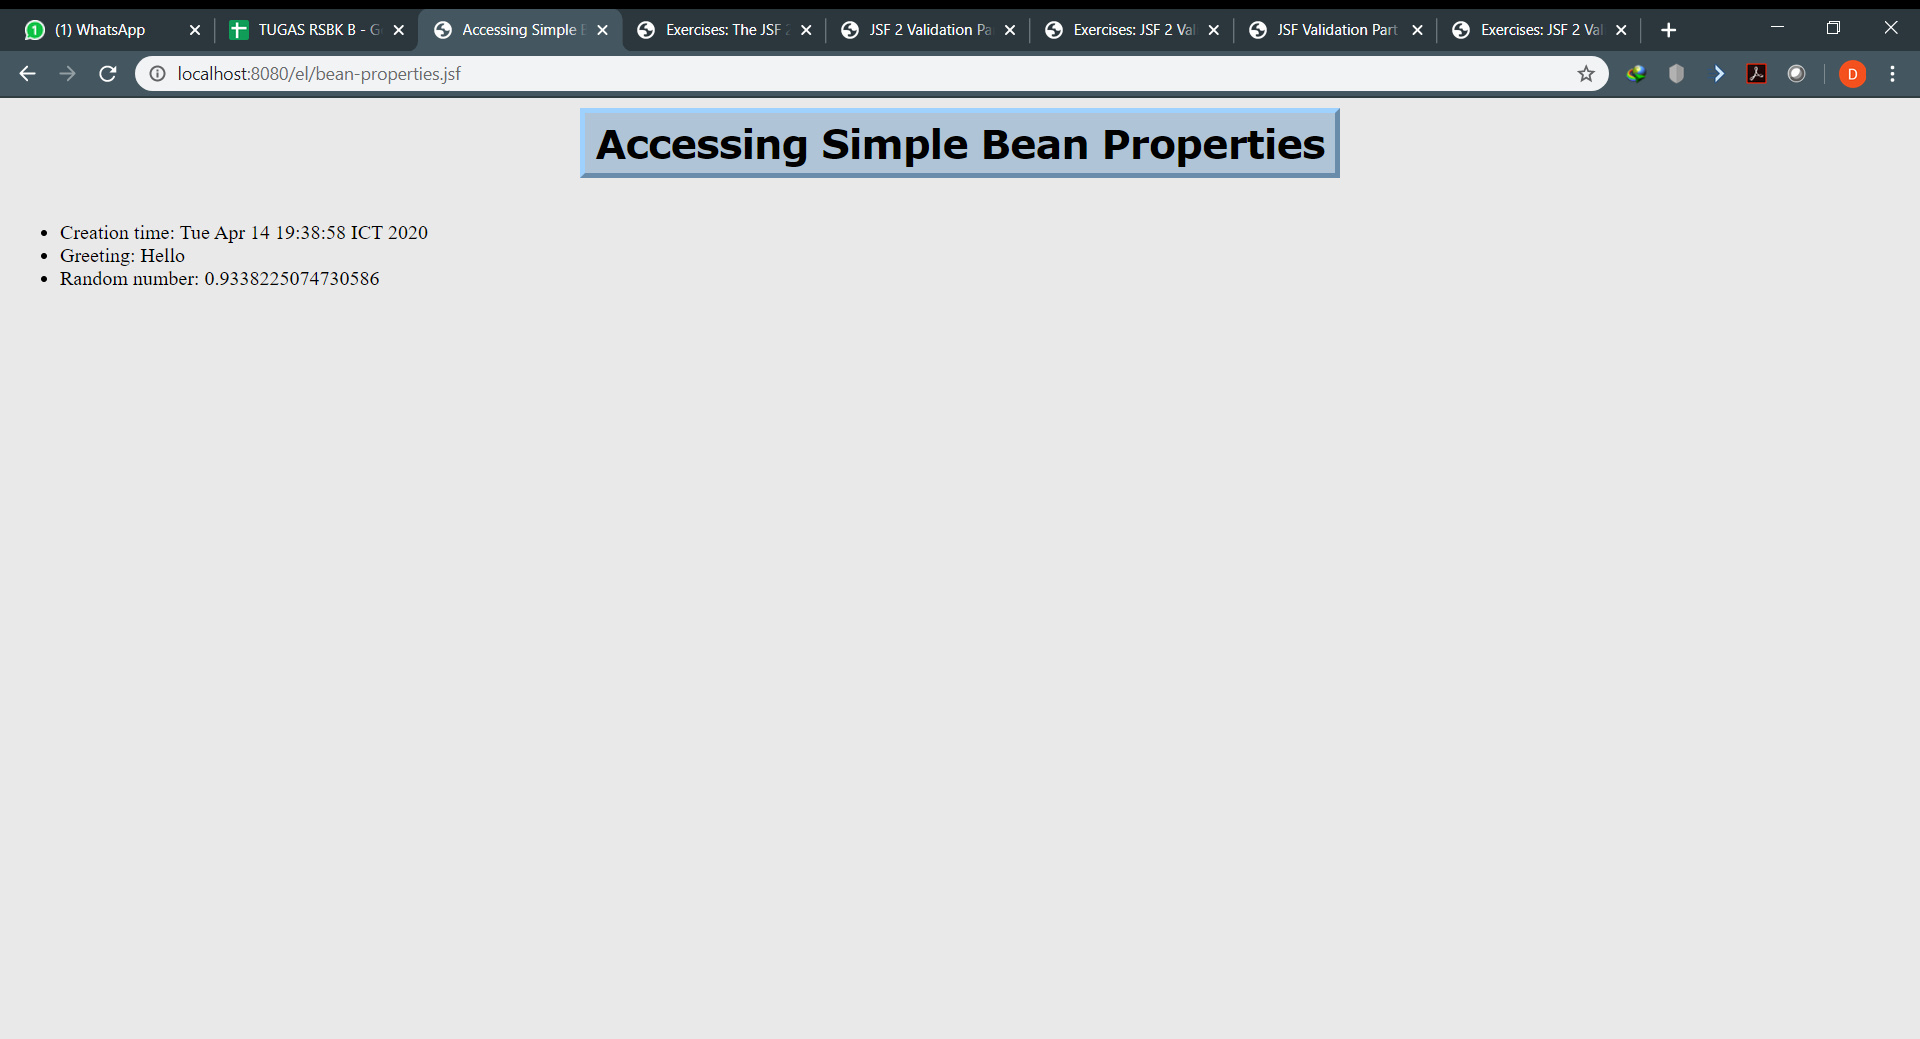 (1) WhatsApp
TUGAS RSBK B - G
Accessing Simple
Exercises: The JSF
JSF 2 Validation Pa
Exercises: JSF 2 Val
JSF Validation Part
Exercises: JSF 2 Val
localhost:8080/el/bean-properties.jsf
D
Accessing Simple Bean Properties
• Creation time: Tue Apr 14 19:38:58 ICT 2020
• Greeting: Hello
• Random number: 0.9338225074730586